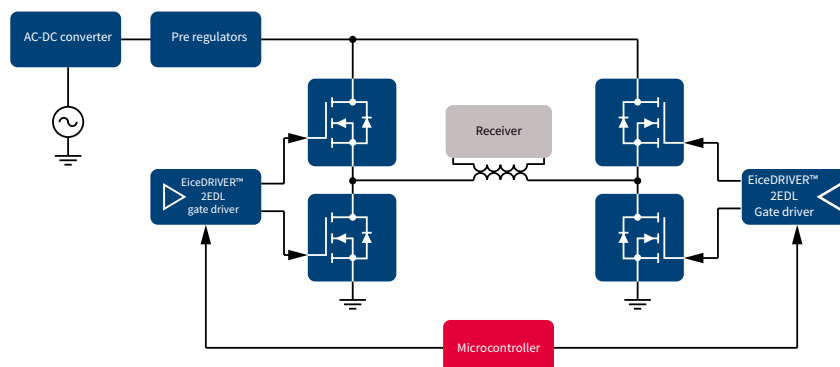 AC-DC converter
Pre regulators
Receiver
EiceDRIVER™
2EDL
gate driver
EiceDRIVER™
2EDL
Gate driver
Microcontroller